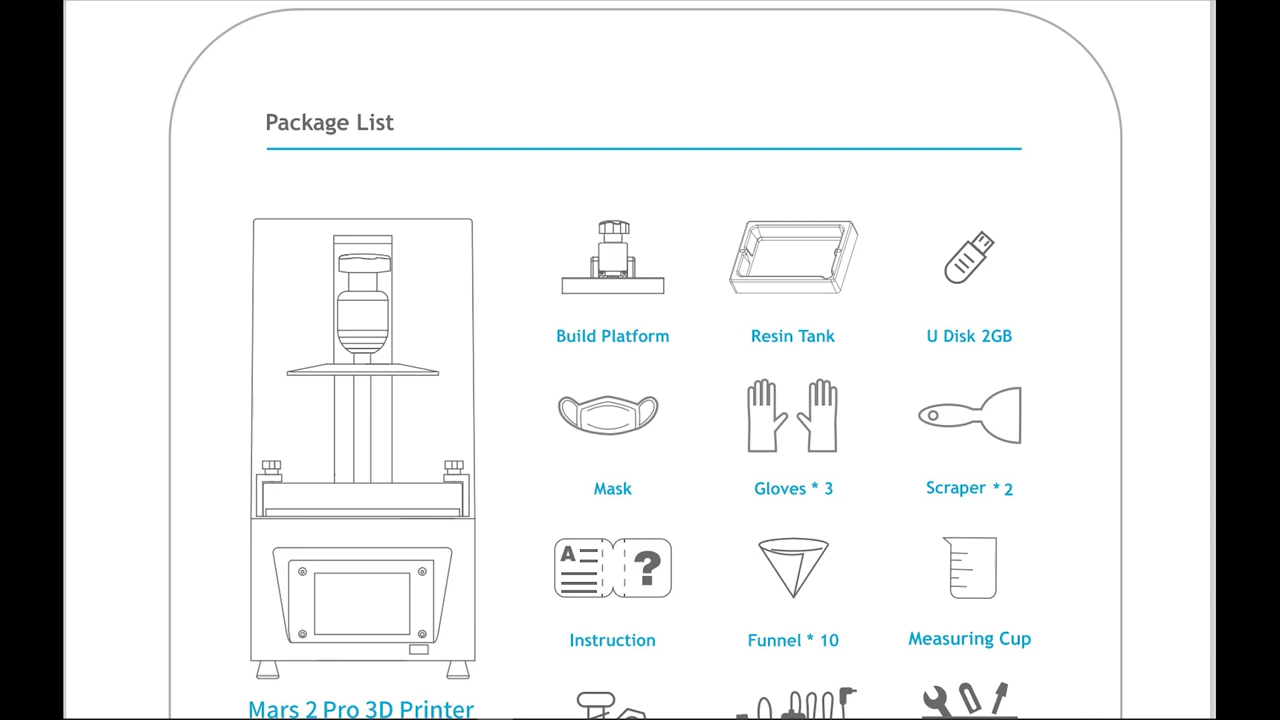 Package List
Build Platform
Resin Tank
U Disk 2GB
Mask
Gloves * 3
Scraper * 2
A
?
Instruction
Funnel * 10
Measuring Cup
Mars 2 Pro 3D Printer